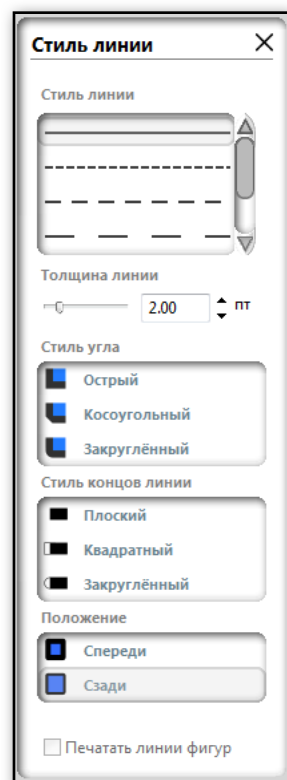 Стиль линии
Стиль линии
Толщина линии
2.00 пт
Стиль угла
Острый
Косоугольный
Закруглённый
Стиль концов линии
Плоский
Квадратный
Закруглённый
Положение
Спереди
Сзади
Печатать линии фигур